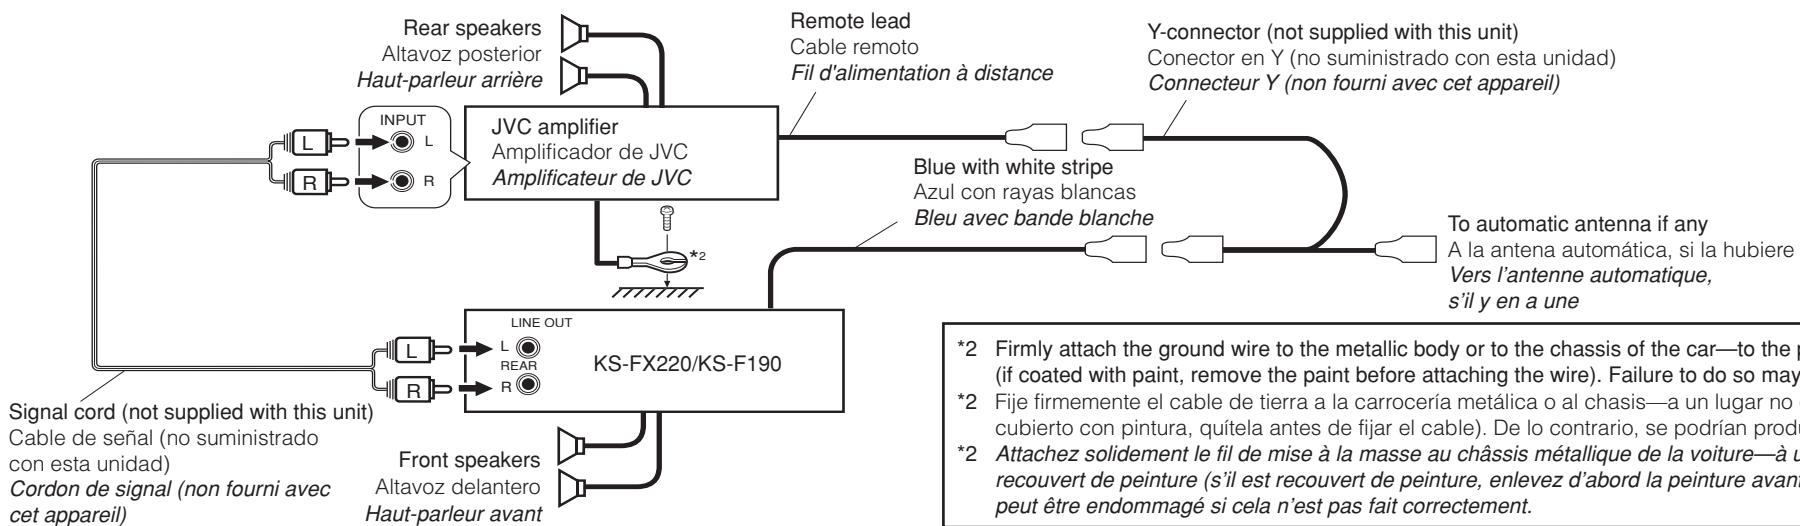 Rear speakers
Altavoz posterior
Haut-parleur arrière
Remote lead
Cable remoto
Fil d'alimentation à distance
Y-connector (not supplied with this unit)
Conector en Y (no suministrado con esta unidad)
Connecteur Y (non fourni avec cet appareil)
INPUT
L
L
R
R
JVC amplifier
Amplificador de JVC
Amplificateur de JVC
Blue with white stripe
Azul con rayas blancas
Bleu avec bande blanche
*2
To automatic antenna if any
A la antena automática, si la hubiere
Vers l'antenne automatique,
s'il y en a une
LINE OUT
L
L
REAR
R
R
KS-FX220/KS-F190
Signal cord (not supplied with this unit)
Cable de señal (no suministrado
con esta unidad)
Cordon de signal (non fourni avec
cet appareil)
Front speakers
Altavoz delantero
Haut-parleur avant
*2 Firmly attach the ground wire to the metallic body or to the chassis of the car—to the
(if coated with paint, remove the paint before attaching the wire). Failure to do so may
*2 Fije firmemente el cable de tierra a la carrocería metálica o al chasis—a un lugar no
cubierto con pintura, quítela antes de fijar el cable). De lo contrario, se podrían
*2 Attachez solidement le fil de mise à la masse au châssis métallique de la voiture—à
recouvert de peinture (s'il est recouvert de peinture, enlevez d'abord la peinture
peut être endommagé si cela n'est pas fait correctement.